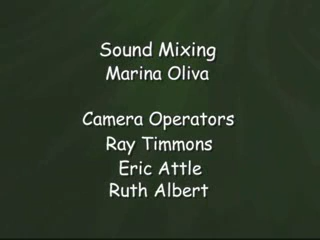 Sound Mixing
Marina Oliva
Camera Operators
Ray Timmons
Eric Attle
Ruth Albert